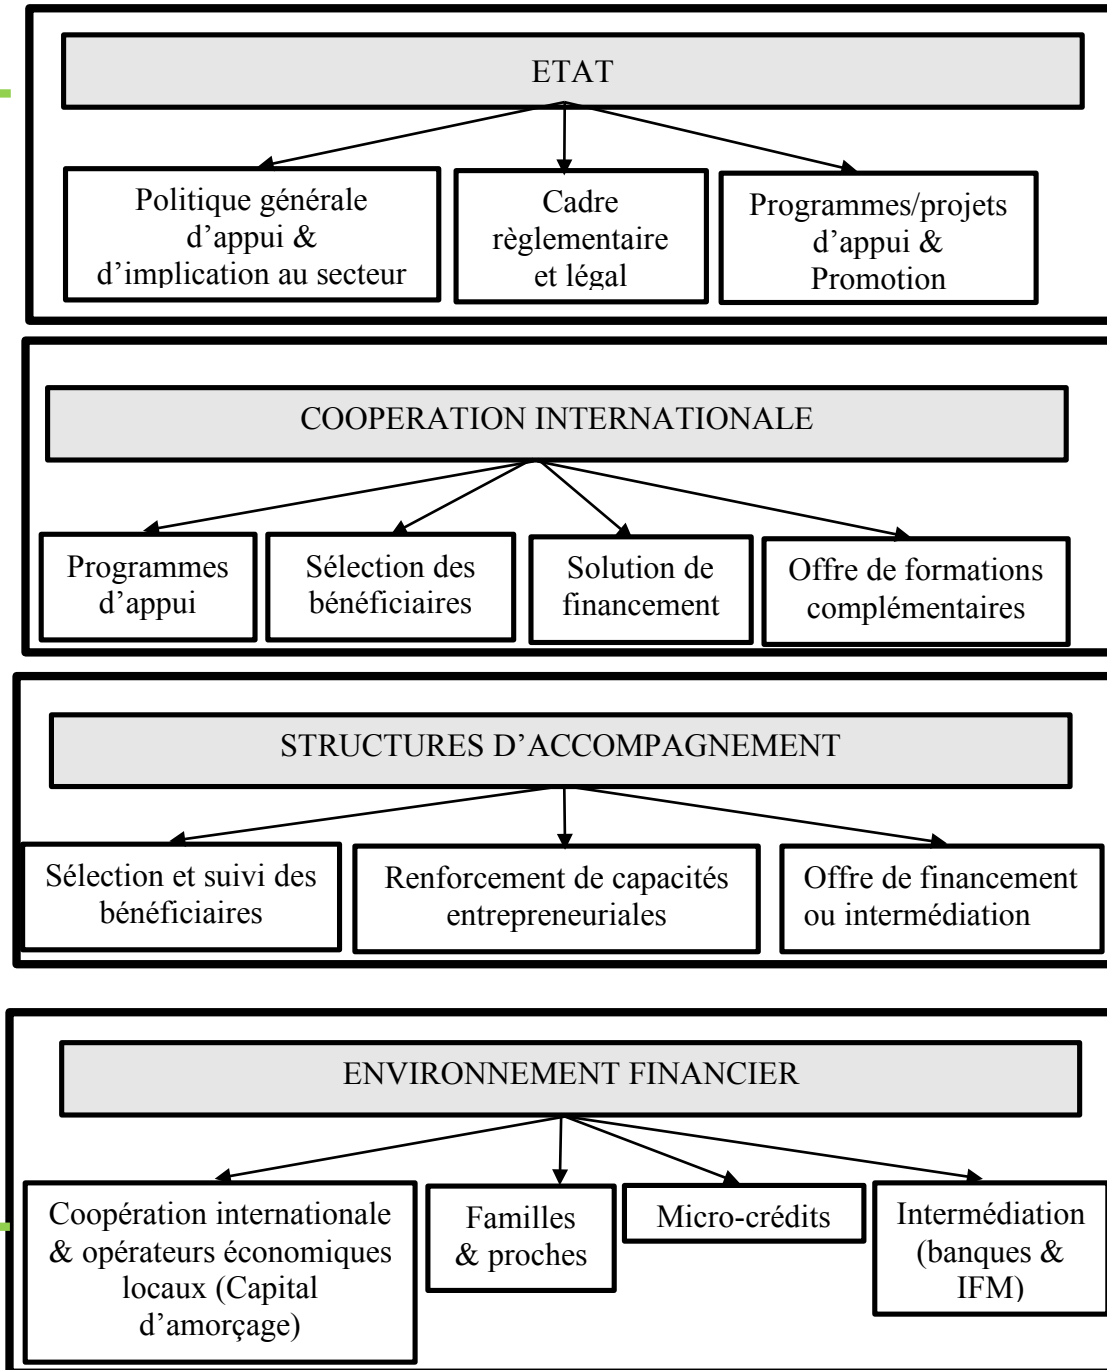 ETAT
Politique générale
d’appui &
d’implication au secteur
Cadre
règlementaire
et légal
Programmes/projets
d’appui &
Promotion
COOPERATION INTERNATIONALE
Programmes
d’appui
Sélection des
bénéficiaires
Solution de
financement
Offre de formations
complémentaires
STRUCTURES D’ACCOMPAGNEMENT
Sélection et suivi des
bénéficiaires
Renforcement de capacités
entrepreneuriales
Offre de financement
ou intermédiation
ENVIRONNEMENT FINANCIER
Coopération internationale
& opérateurs économiques
locaux (Capital
d’amorçage)
Familles
& proches
Micro-crédits
Intermédiation
(banques &
IFM)